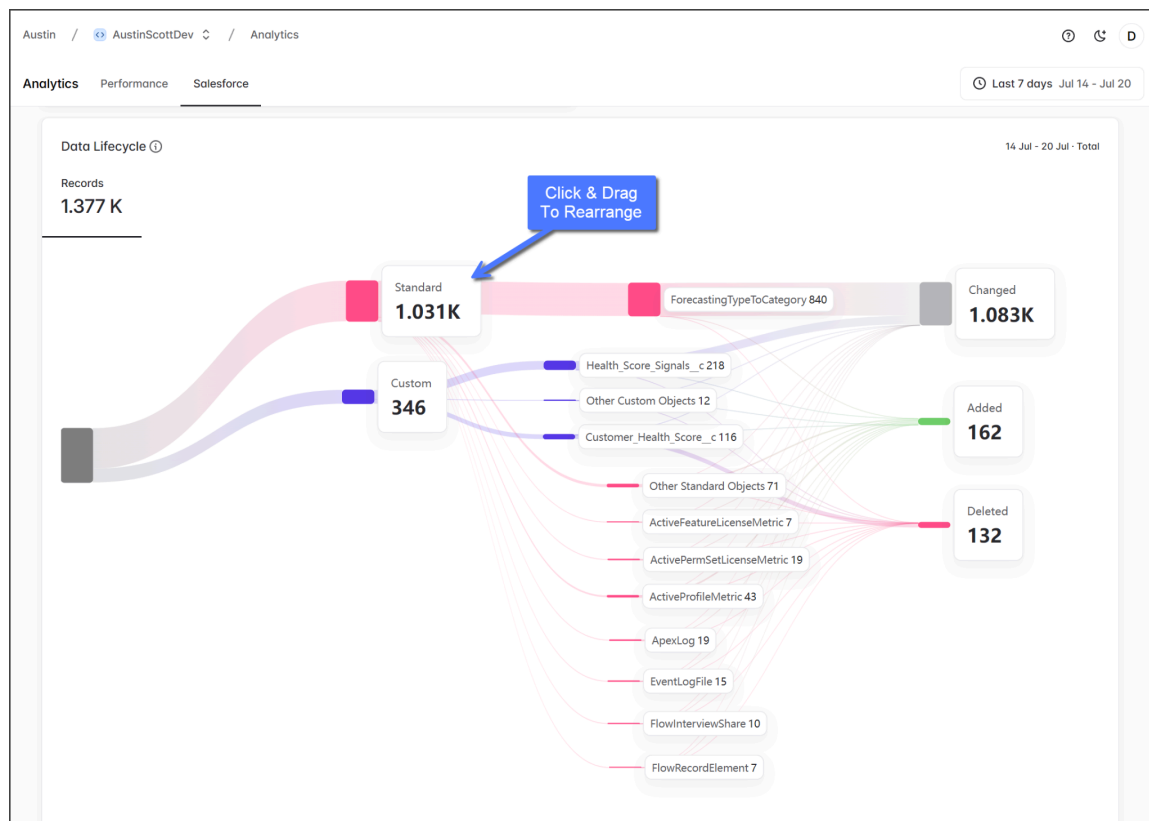 Austin / AustinScottDev / Analytics
D
Analytics Performance Salesforce
Last 7 days Jul 14 - Jul 20
Data Lifecycle
14 Jul - 20 Jul · Total
Records
1.377 K
Click & Drag
To Rearrange
Standard
1.031K
ForecastingTypeToCategory 840
Changed
1.083K
Custom
346
Health_Score_Signals__c 218
Other Custom Objects 12
Customer_Health_Score__c 116
Added
162
Other Standard Objects 71
ActiveFeatureLicenseMetric 7
ActivePermSetLicenseMetric 19
ActiveProfileMetric 43
ApexLog 19
EventLogFile 15
FlowInterviewShare 10
FlowRecordElement 7
Deleted
132